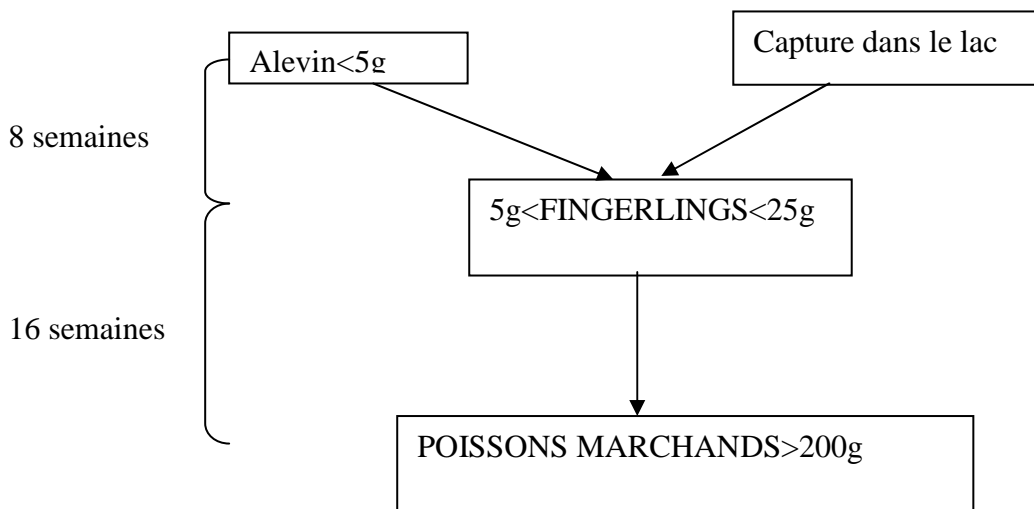 Alevin<5g
Capture dans le lac
8 semaines
5g<FINGERLINGS<25g
16 semaines
POISSONS MARCHANDS>200g